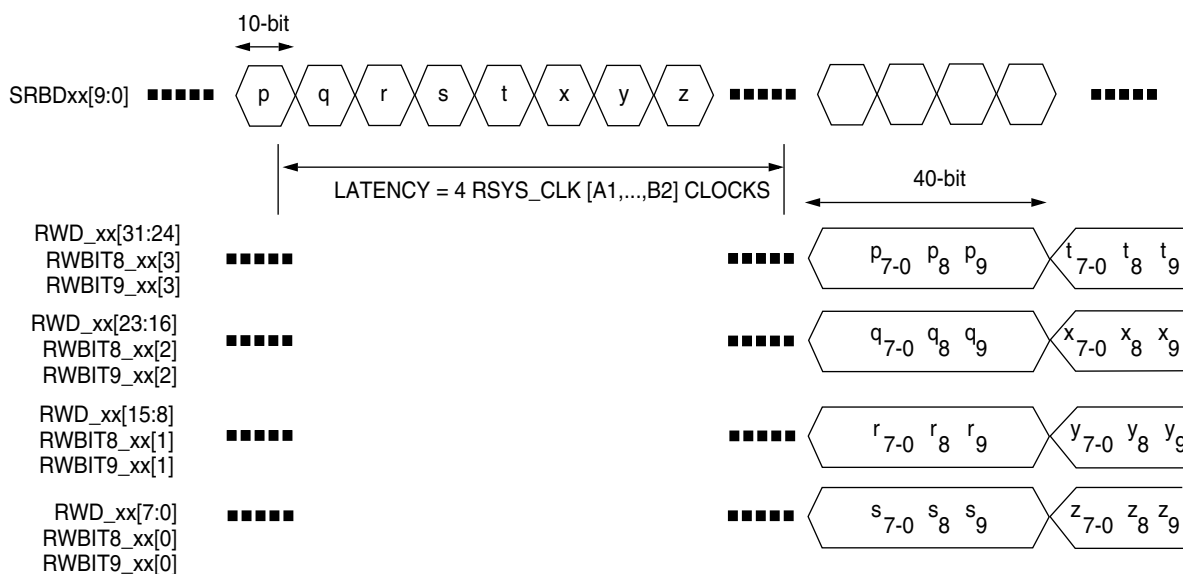 10-bit
SRBDxx[9:0] p q r s t x y z
LATENCY = 4 RSYS_CLK [A1,...,B2] CLOCKS
40-bit
RWD_xx[31:24]
RWBIT8_xx[3] p7-0 p8 p9 t7-0 t8 t9
RWBIT9_xx[3]
RWD_xx[23:16]
RWBIT8_xx[2] q7-0 q8 q9 x7-0 x8 x9
RWBIT9_xx[2]
RWD_xx[15:8]
RWBIT8_xx[1] r7-0 r8 r9 y7-0 y8 y9
RWBIT9_xx[1]
RWD_xx[7:0] s7-0 s8 s9 z7-0 z8 z9
RWBIT8_xx[0]
RWBIT9_xx[0]